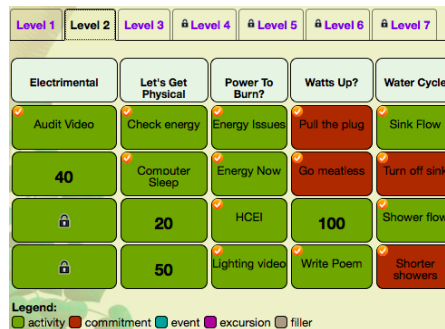 Level 1 Level 2 Level 3 Level 4 Level 5 Level 6 Level 7
Electrimental Let's Get Physical Power To Burn? Watts Up? Water Cycle
Audit Video Check energy Energy Issues Pull the plug Sink Flow
40 Computer Sleep Energy Now Go meatless Turn off sink
20 HCEI 100 Shower flow
50 Lighting video Write Poem Shorter showers
Legend:
activity commitment event excursion filler